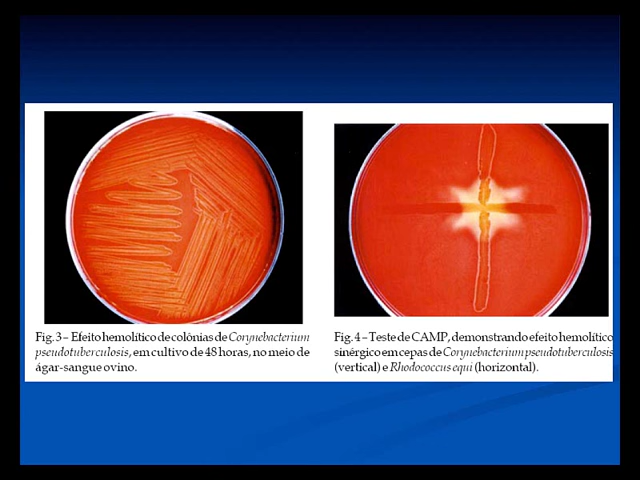 Fig. 3 – Efeito hemolítico de colônias de Corynebacterium
pseudotuberculosis, em cultivo de 48 horas, no meio de
ágar-sangue ovino.
Fig. 4 – Teste de CAMP, demonstrando efeito hemolítico
sinérgico em cepas de Corynebacterium pseudotuberculosis
(vertical) e Rhodococcus equi (horizontal).